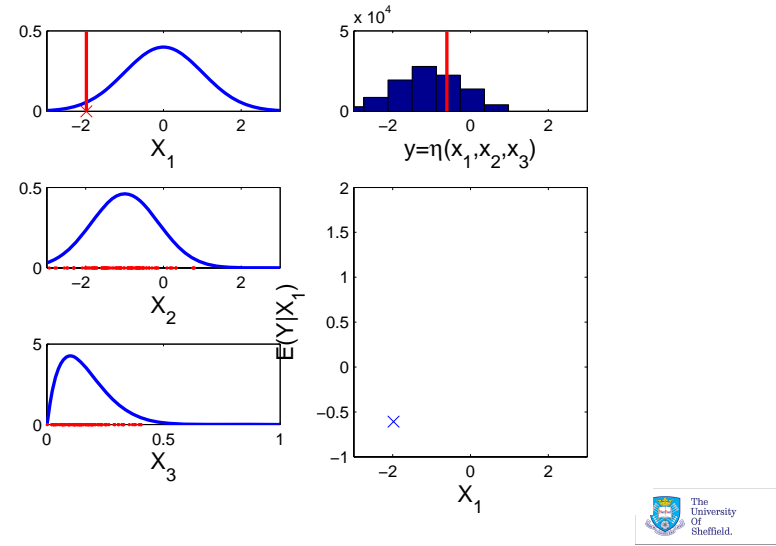 0.5
0
−2 0 2
X1
x 10^4
5
0
−2 0 2
y=η(x1,x2,x3)
0.5
0
−2 0 2
X2
5
0
0 0.5 1
X3
E(Y|X1)
2
1.5
1
0.5
0
−0.5
−1
−2 0 2
X1
The
University
Of
Sheffield.